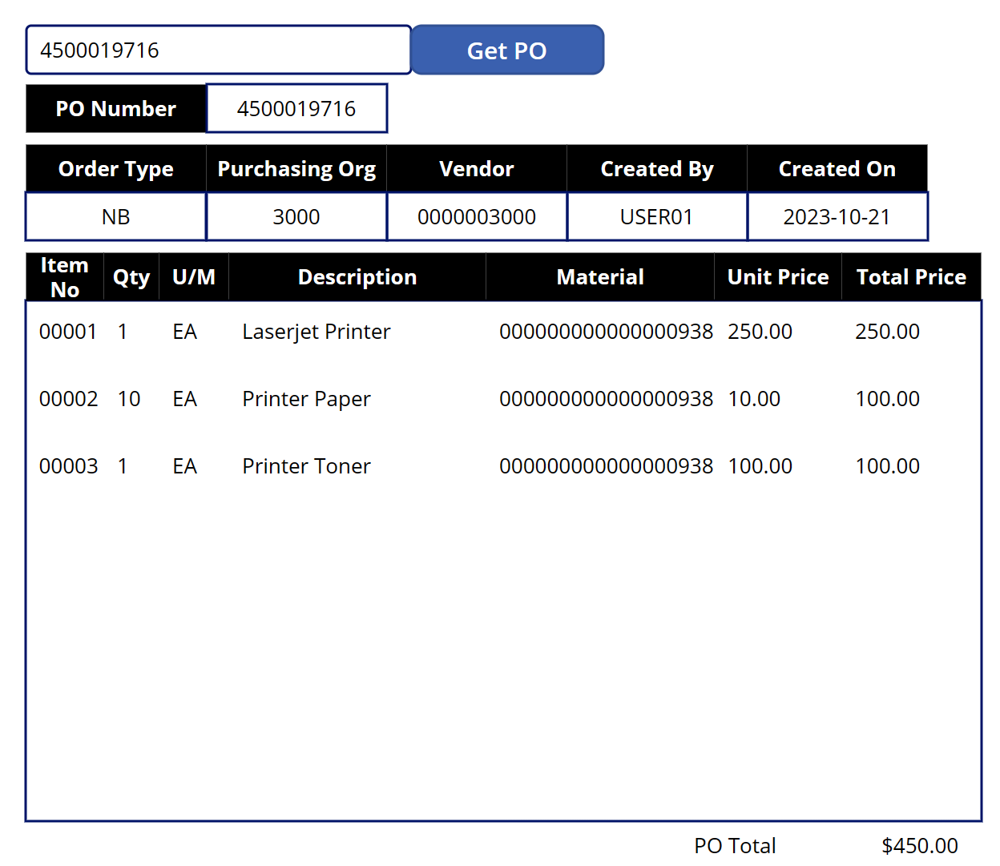 4500019716 Get PO
PO Number 4500019716
Order Type Purchasing Org Vendor Created By Created On
NB 3000 0000003000 USER01 2023-10-21
Item No Qty U/M Description Material Unit Price Total Price
00001 1 EA Laserjet Printer 000000000000000938 250.00 250.00
00002 10 EA Printer Paper 000000000000000938 10.00 100.00
00003 1 EA Printer Toner 000000000000000938 100.00 100.00
PO Total $450.00